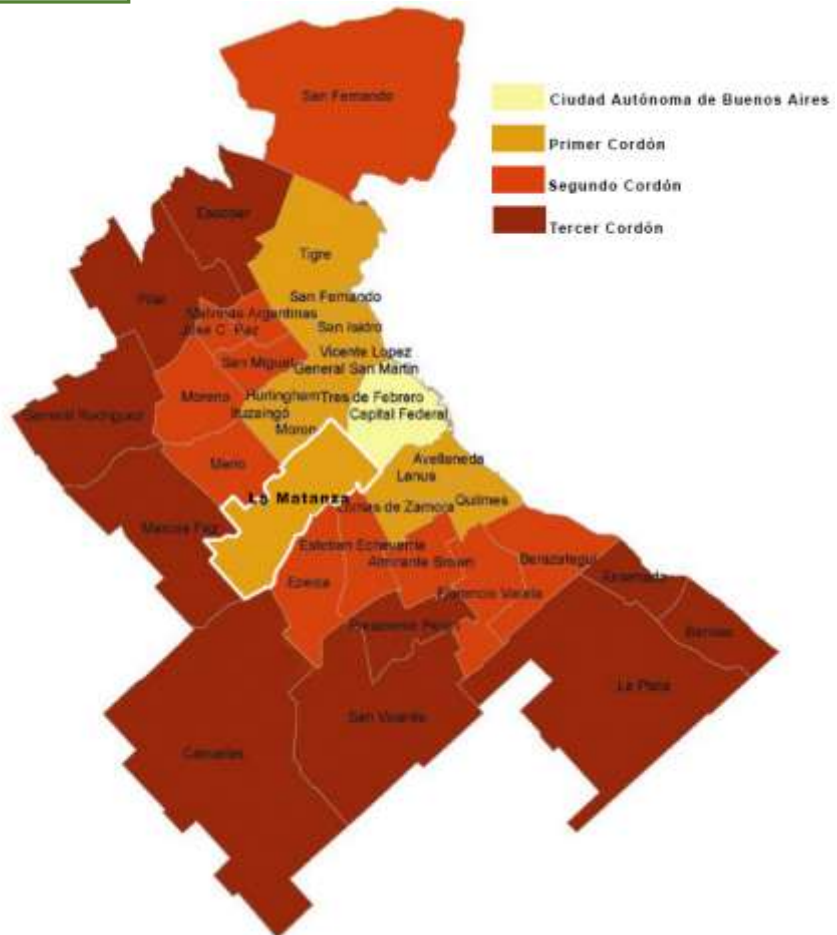 San Fernando
Ciudad Autónoma de Buenos Aires
Primer Cordón
Segundo Cordón
Tercer Cordón
Escobar
Tigre
Pilar
San Fernando
Malvinas Argentinas
José C. Paz
San Isidro
Vicente Lopez
San Miguel
General San Martin
Moreno
Hurlingham
Tres de Febrero
General Rodriguez
Ituzaingó
Capital Federal
Moron
Merlo
Avellaneda
Lanus
La Matanza
Lomas de Zamora
Quilmes
Marcos Paz
Esteban Echeverria
Almirante Brown
Berazategui
Ezeiza
Ensenada
Florencio Varela
Presidente Perón
Berisso
La Plata
San Vicente
Cañuelas